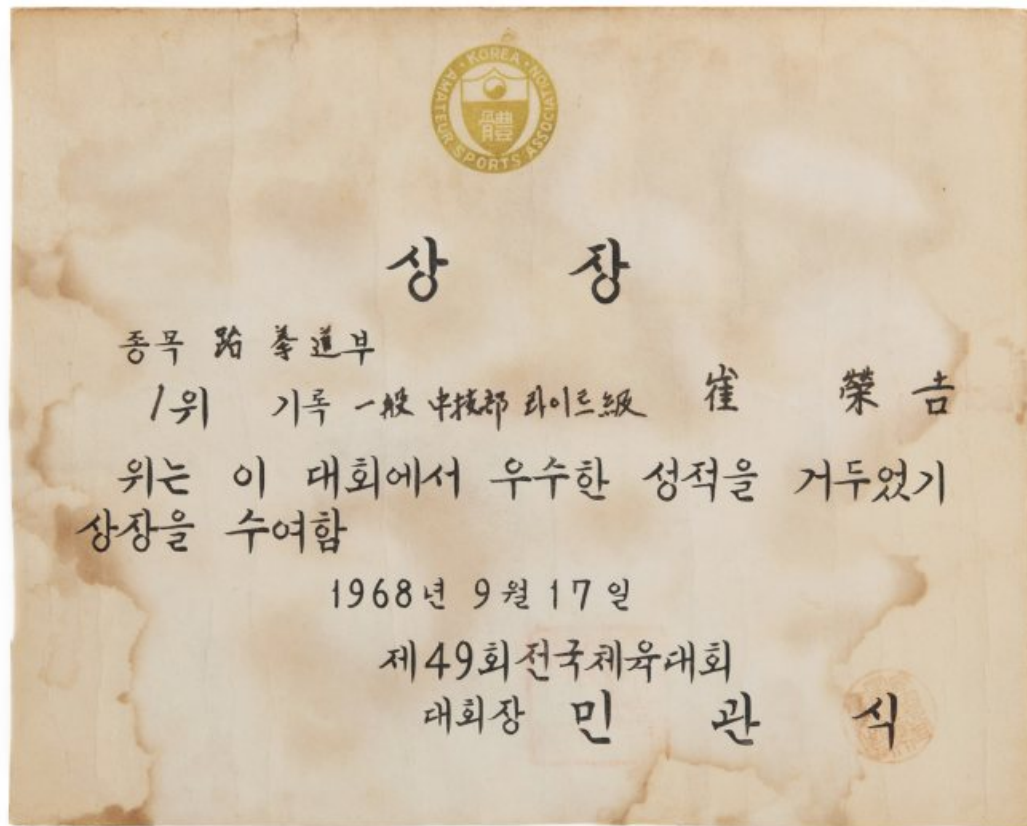 KOREA AMATEUR SPORTS ASSOCIATION
體
상 장
종목 跆拳道부
1위 기록 一般 中技部 라이트級 崔 榮 吉
위는 이 대회에서 우수한 성적을 거두었기
상장을 수여함
1968년 9월 17일
제49회전국체육대회
대회장 민 관 식